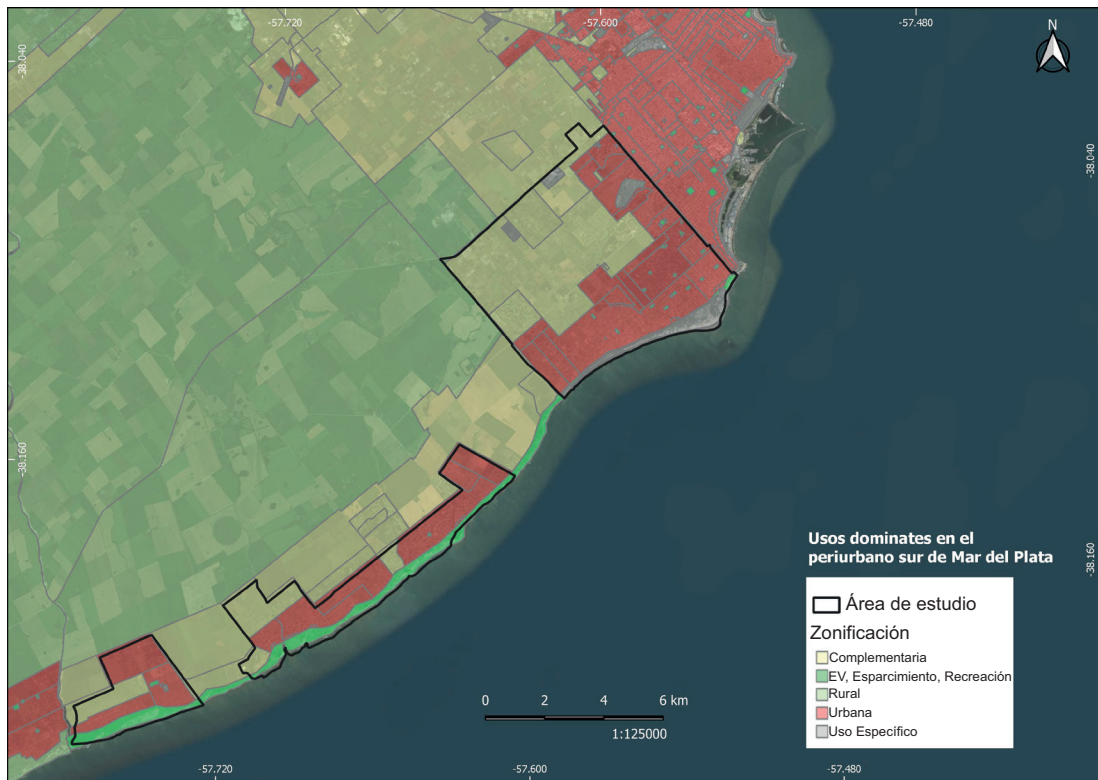 -57.720
-57.600
-57.480
N
-38.040
-38.040
-38.160
-38.160
Usos dominates en el
periurbano sur de Mar del Plata
Área de estudio
Zonificación
Complementaria
EV, Esparcimiento, Recreación
Rural
Urbana
Uso Específico
0 2 4 6 km
1:125000
-57.720
-57.600
-57.480